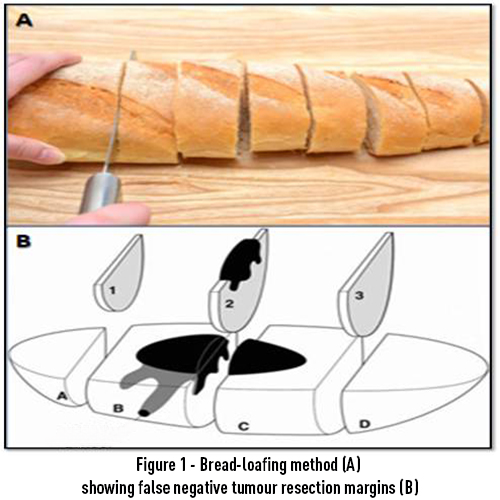 A
B
1
2
3
A
B
C
D
Figure 1 - Bread-loafing method (A)
showing false negative tumour resection margins (B)